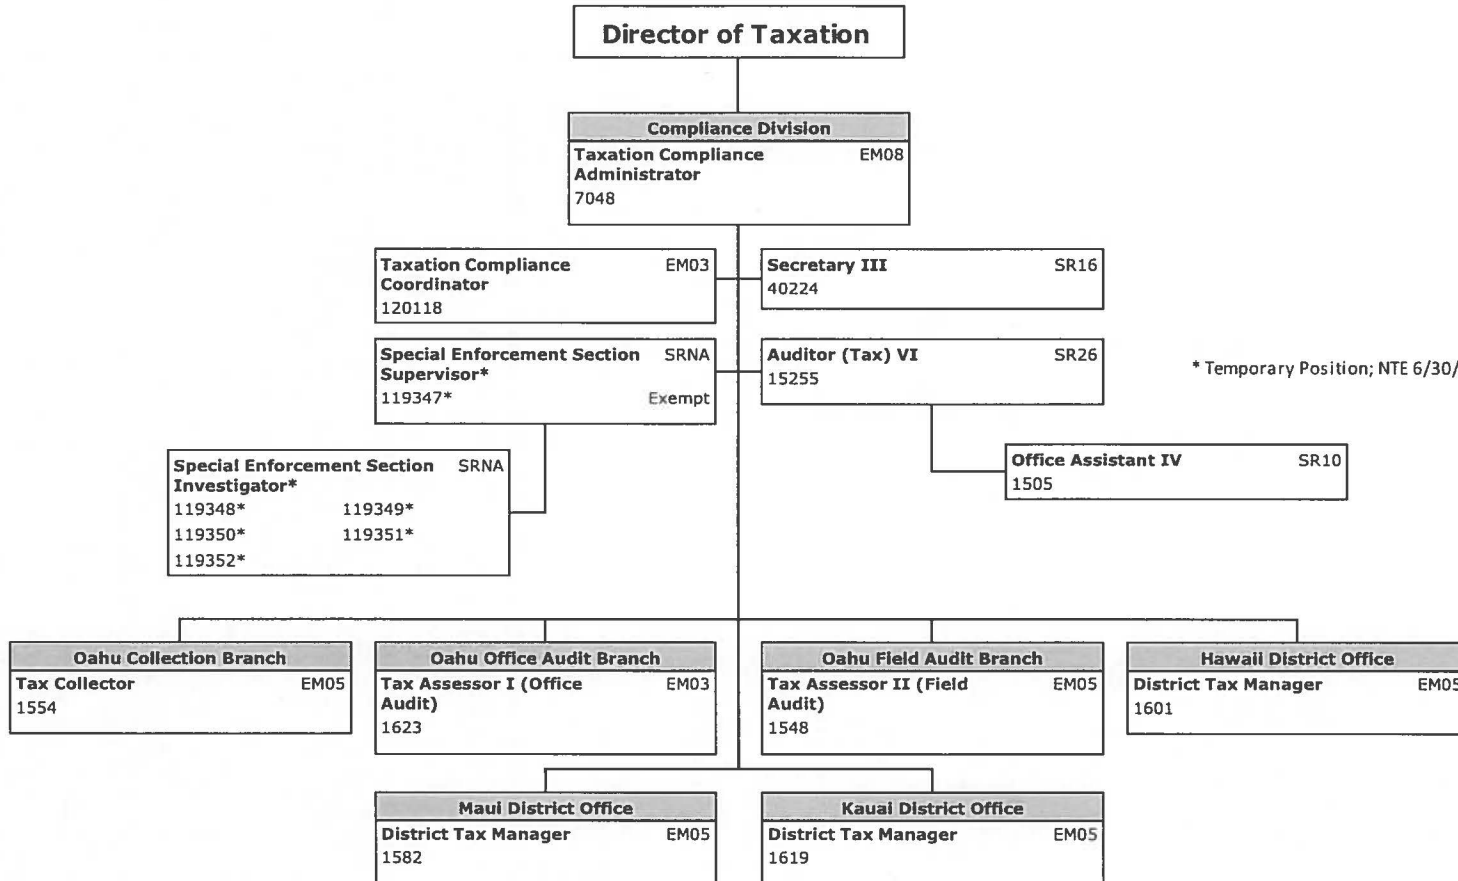 Director of Taxation
Compliance Division
Taxation Compliance EM08
Administrator
7048
Taxation Compliance EM03
Coordinator
120118
Secretary III SR16
40224
Special Enforcement Section SRNA
Supervisor*
119347* Exempt
Auditor (Tax) VI SR26
15255
* Temporary Position; NTE 6/30/
Special Enforcement Section SRNA
Investigator*
119348* 119349*
119350* 119351*
119352*
Office Assistant IV SR10
1505
Oahu Collection Branch
Tax Collector EM05
1554
Oahu Office Audit Branch
Tax Assessor I (Office EM03
Audit)
1623
Oahu Field Audit Branch
Tax Assessor II (Field EM05
Audit)
1548
Hawaii District Office
District Tax Manager EM05
1601
Maui District Office
District Tax Manager EM05
1582
Kauai District Office
District Tax Manager EM05
1619